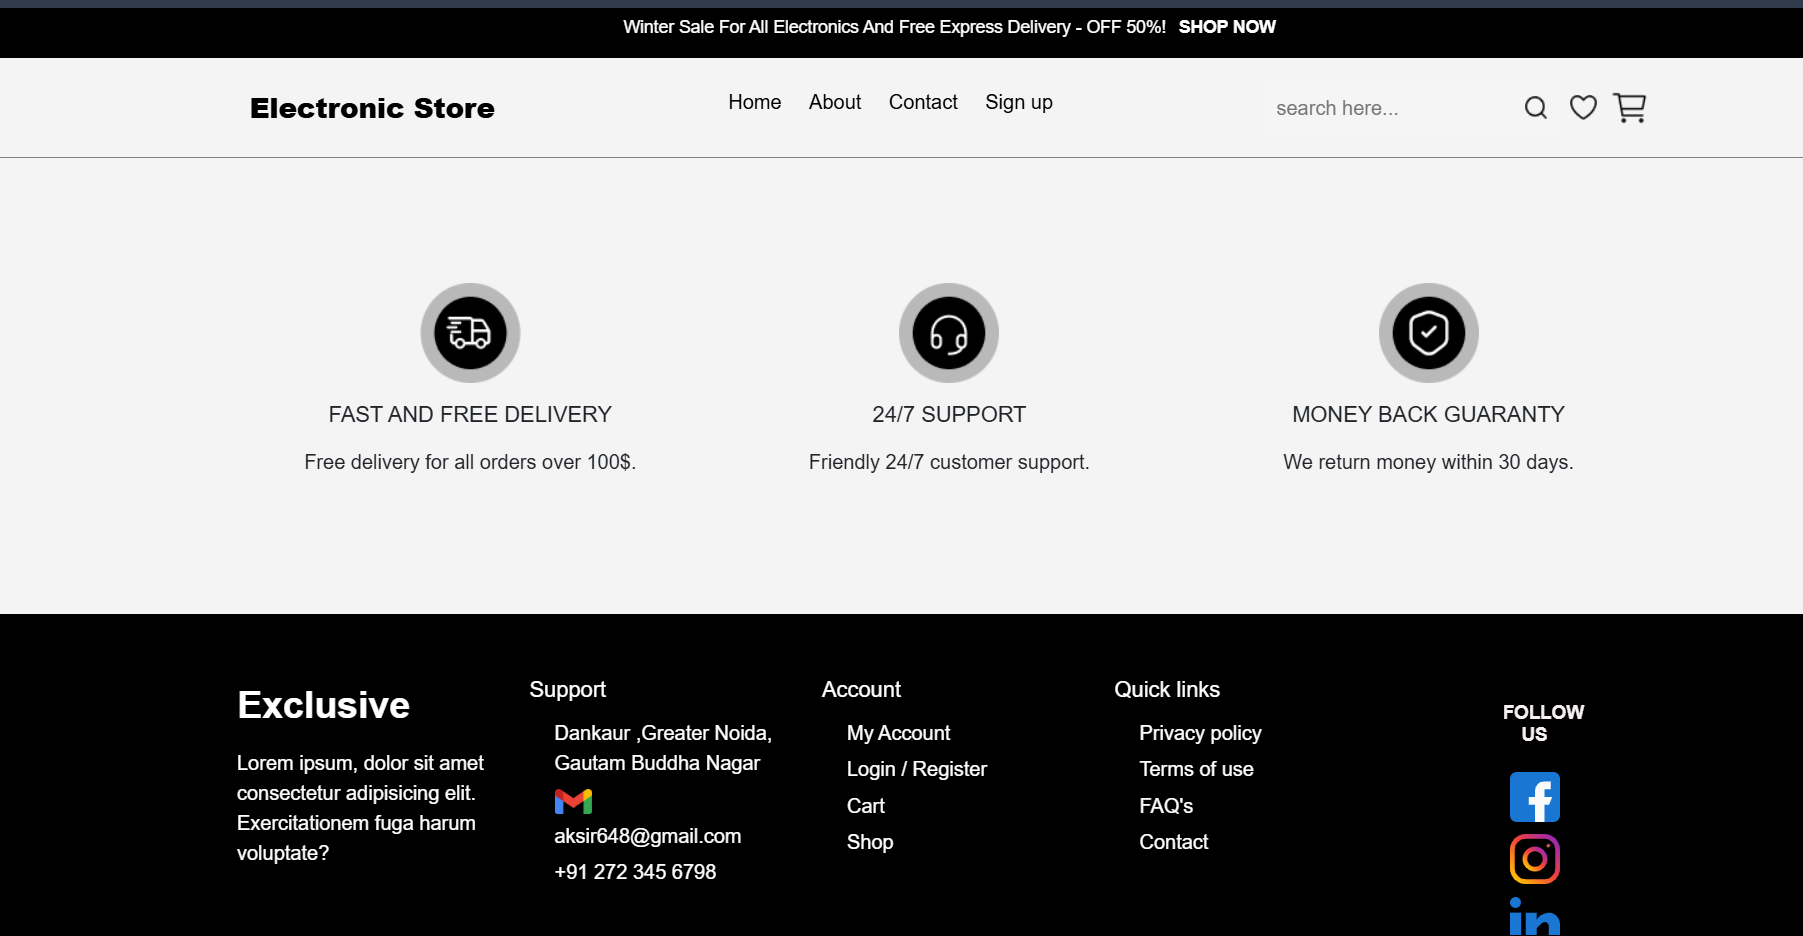 Winter Sale For All Electronics And Free Express Delivery - OFF 50%! SHOP NOW
Electronic Store
Home About Contact Sign up
search here...
FAST AND FREE DELIVERY
Free delivery for all orders over 100$.
24/7 SUPPORT
Friendly 24/7 customer support.
MONEY BACK GUARANTY
We return money within 30 days.
Exclusive
Lorem ipsum, dolor sit amet
consectetur adipisicing elit.
Exercitationem fuga harum
voluptate?
Support
Dankaur ,Greater Noida,
Gautam Buddha Nagar
aksir648@gmail.com
+91 272 345 6798
Account
My Account
Login / Register
Cart
Shop
Quick links
Privacy policy
Terms of use
FAQ's
Contact
FOLLOW
US
f
in